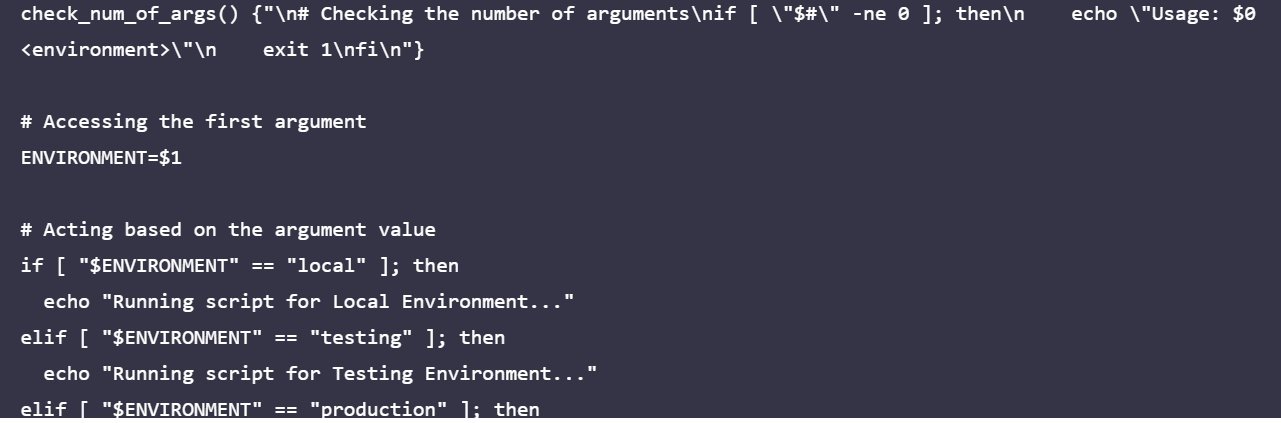 check_num_of_args() {"\n# Checking the number of arguments\nif [ \"$#\" -ne 0 ]; then\n    echo \"Usage: $0
<environment>\"\n    exit 1\nfi\n"}

# Accessing the first argument
ENVIRONMENT=$1

# Acting based on the argument value
if [ "$ENVIRONMENT" == "local" ]; then
  echo "Running script for Local Environment..."
elif [ "$ENVIRONMENT" == "testing" ]; then
  echo "Running script for Testing Environment..."
elif [ "$ENVIRONMENT" == "production" ]; then